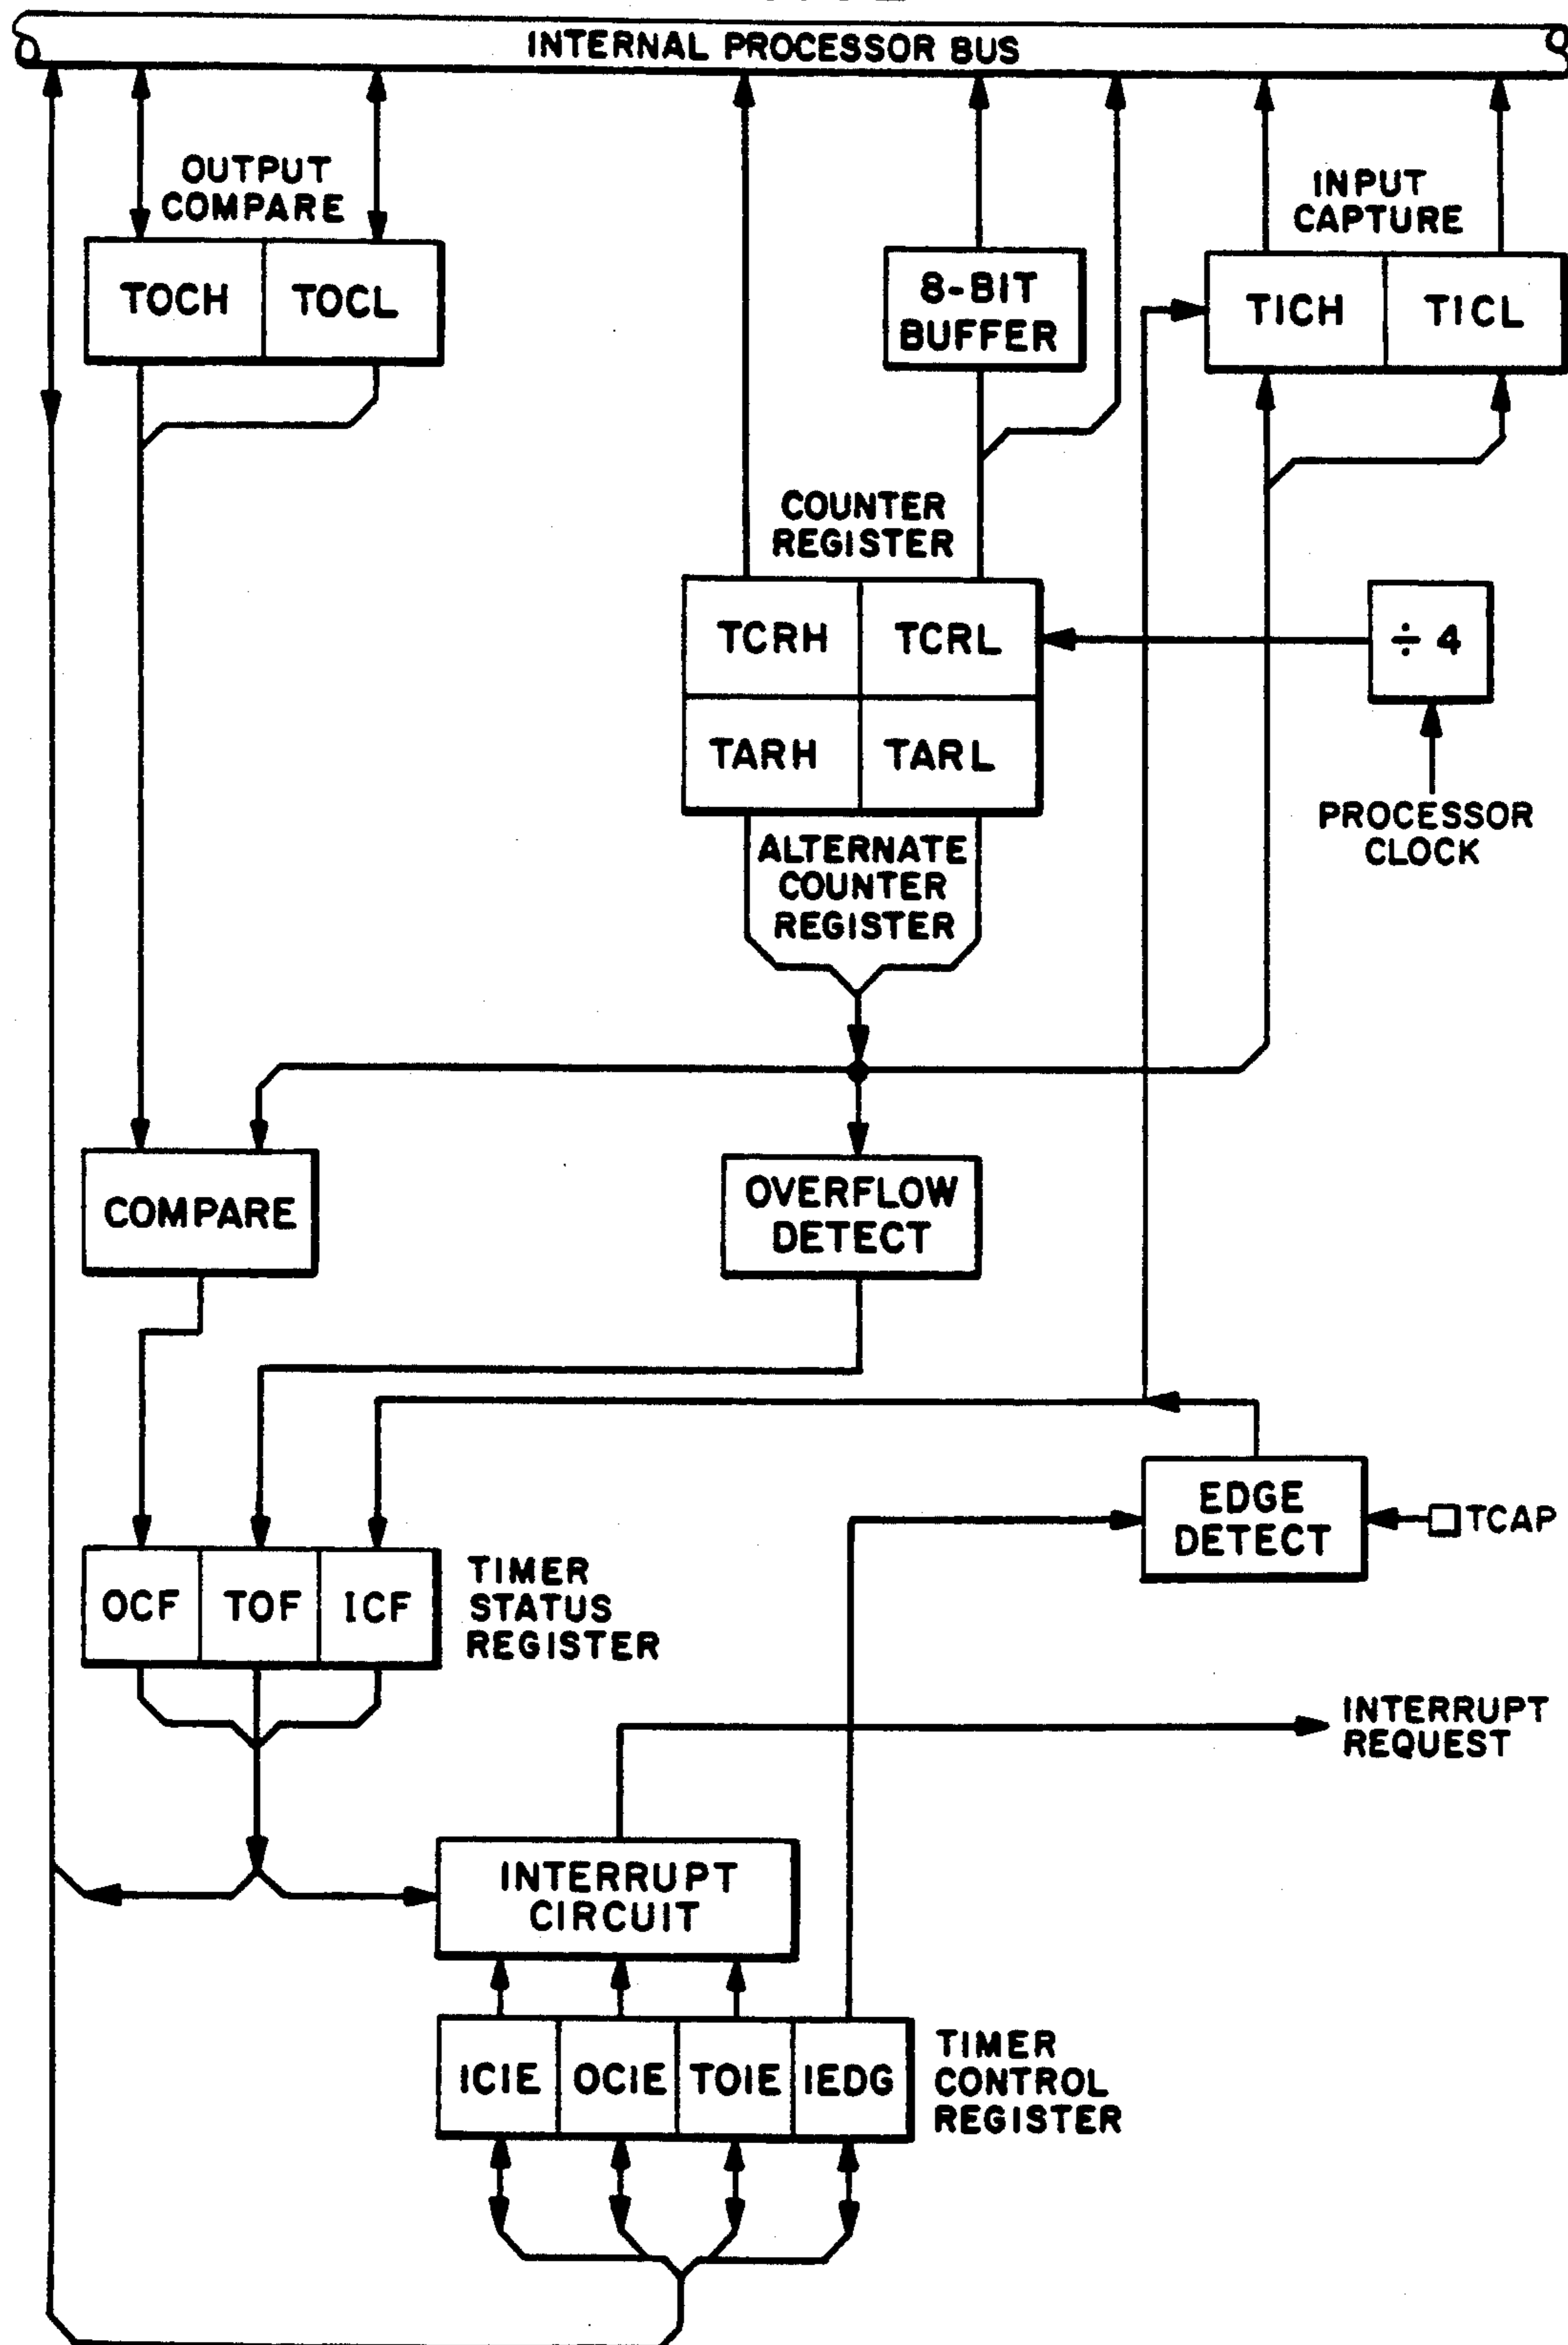 INTERNAL PROCESSOR BUS
OUTPUT
COMPARE
INPUT
CAPTURE
TOCH
TOCL
8-BIT
BUFFER
TICH
TICL
COUNTER
REGISTER
TCRH
TCRL
÷ 4
TARH
TARL
PROCESSOR
CLOCK
ALTERNATE
COUNTER
REGISTER
COMPARE
OVERFLOW
DETECT
EDGE
DETECT
TCAP
OCF
TOF
ICF
TIMER
STATUS
REGISTER
INTERRUPT
REQUEST
INTERRUPT
CIRCUIT
ICIE
OCIE
TOIE
IEDG
TIMER
CONTROL
REGISTER